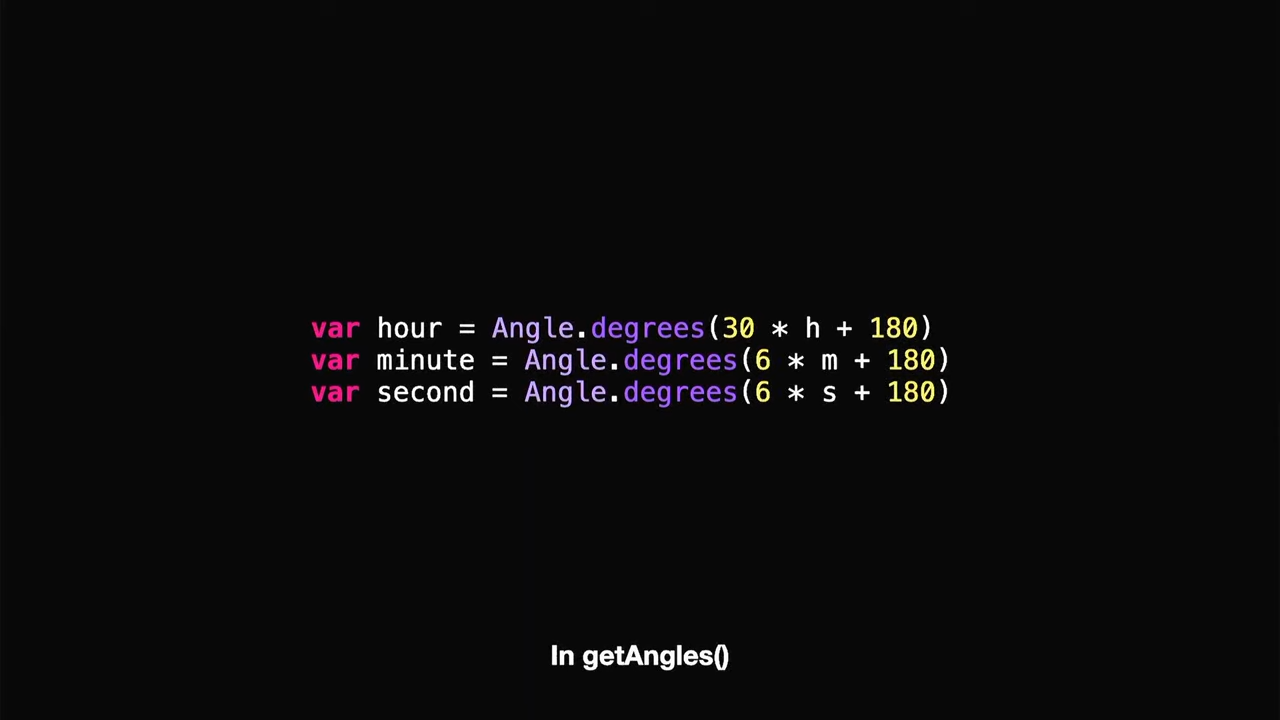 var hour = Angle.degrees(30 * h + 180)
var minute = Angle.degrees(6 * m + 180)
var second = Angle.degrees(6 * s + 180)
In getAngles()